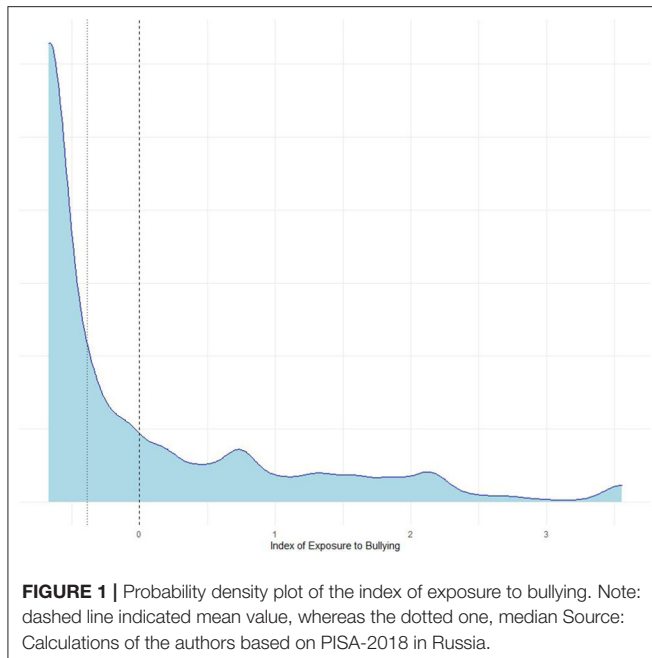 0 1 2 3
Index of Exposure to Bullying
FIGURE 1 | Probability density plot of the index of exposure to bullying. Note:
dashed line indicated mean value, whereas the dotted one, median Source:
Calculations of the authors based on PISA-2018 in Russia.